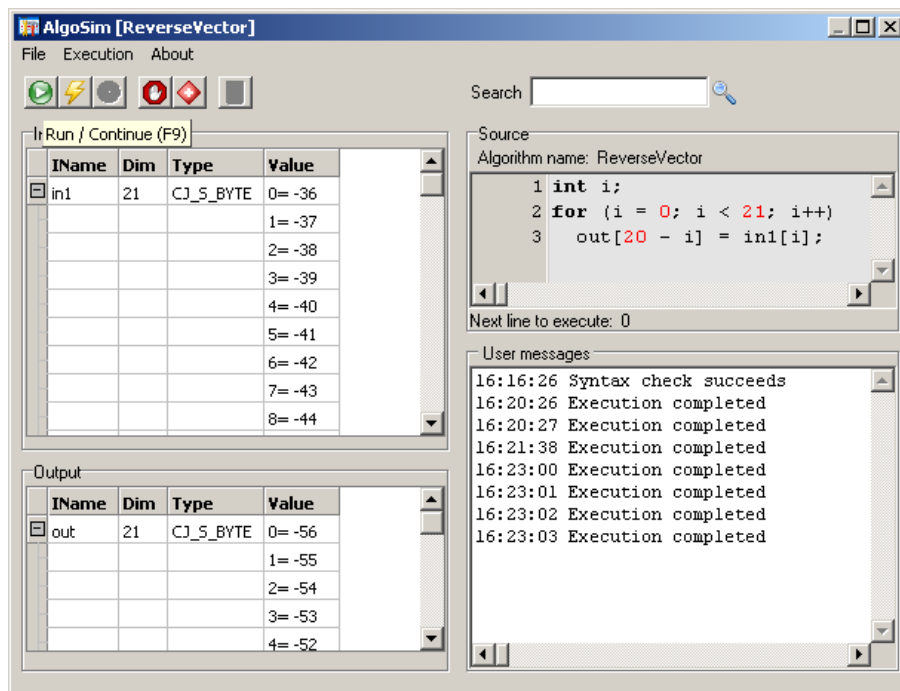 AlgoSim [ReverseVector]
File Execution About
Search
Run / Continue (F9)
IName Dim Type Value
in1 21 CJ_S_BYTE 0= -36
1= -37
2= -38
3= -39
4= -40
5= -41
6= -42
7= -43
8= -44
Output
IName Dim Type Value
out 21 CJ_S_BYTE 0= -56
1= -55
2= -54
3= -53
4= -52
Source
Algorithm name: ReverseVector
1 int i;
2 for (i = 0; i < 21; i++)
3 out[20 - i] = in1[i];
Next line to execute: 0
User messages
16:16:26 Syntax check succeeds
16:20:26 Execution completed
16:20:27 Execution completed
16:21:38 Execution completed
16:23:00 Execution completed
16:23:01 Execution completed
16:23:02 Execution completed
16:23:03 Execution completed